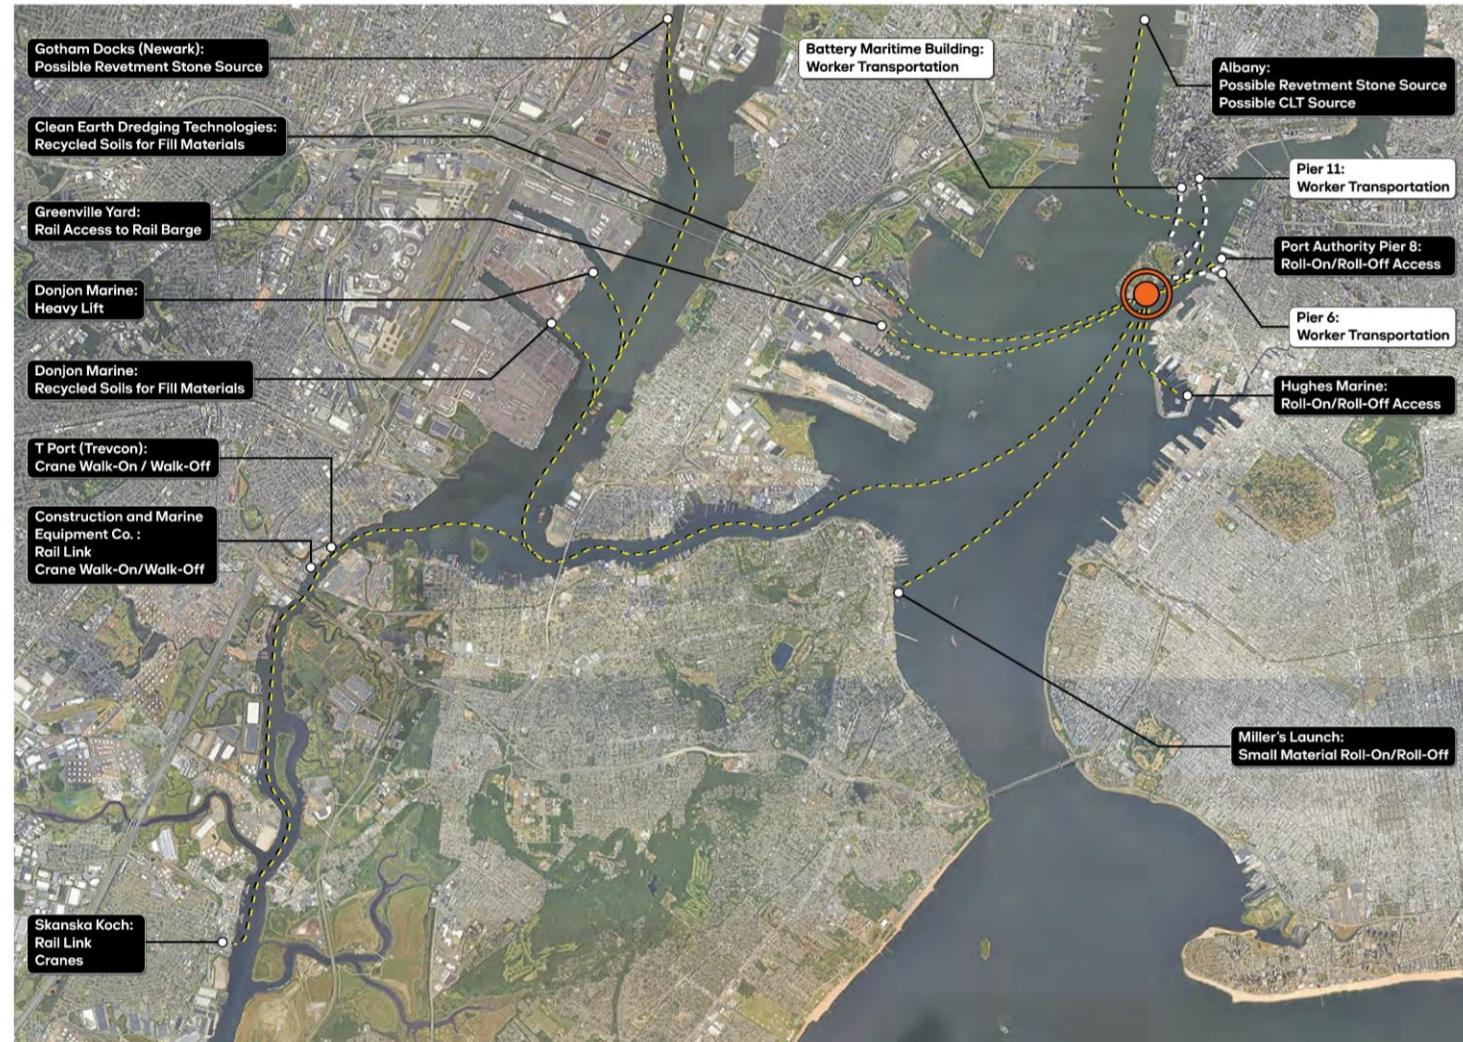 Gotham Docks (Newark):
Possible Revetment Stone Source
Clean Earth Dredging Technologies:
Recycled Soils for Fill Materials
Greenville Yard:
Rail Access to Rail Barge
Donjon Marine:
Heavy Lift
Donjon Marine:
Recycled Soils for Fill Materials
T Port (Trevcon):
Crane Walk-On / Walk-Off
Construction and Marine
Equipment Co. :
Rail Link
Crane Walk-On/Walk-Off
Skanska Koch:
Rail Link
Cranes
Battery Maritime Building:
Worker Transportation
Albany:
Possible Revetment Stone Source
Possible CLT Source
Pier 11:
Worker Transportation
Port Authority Pier 8:
Roll-On/Roll-Off Access
Pier 6:
Worker Transportation
Hughes Marine:
Roll-On/Roll-Off Access
Miller's Launch:
Small Material Roll-On/Roll-Off